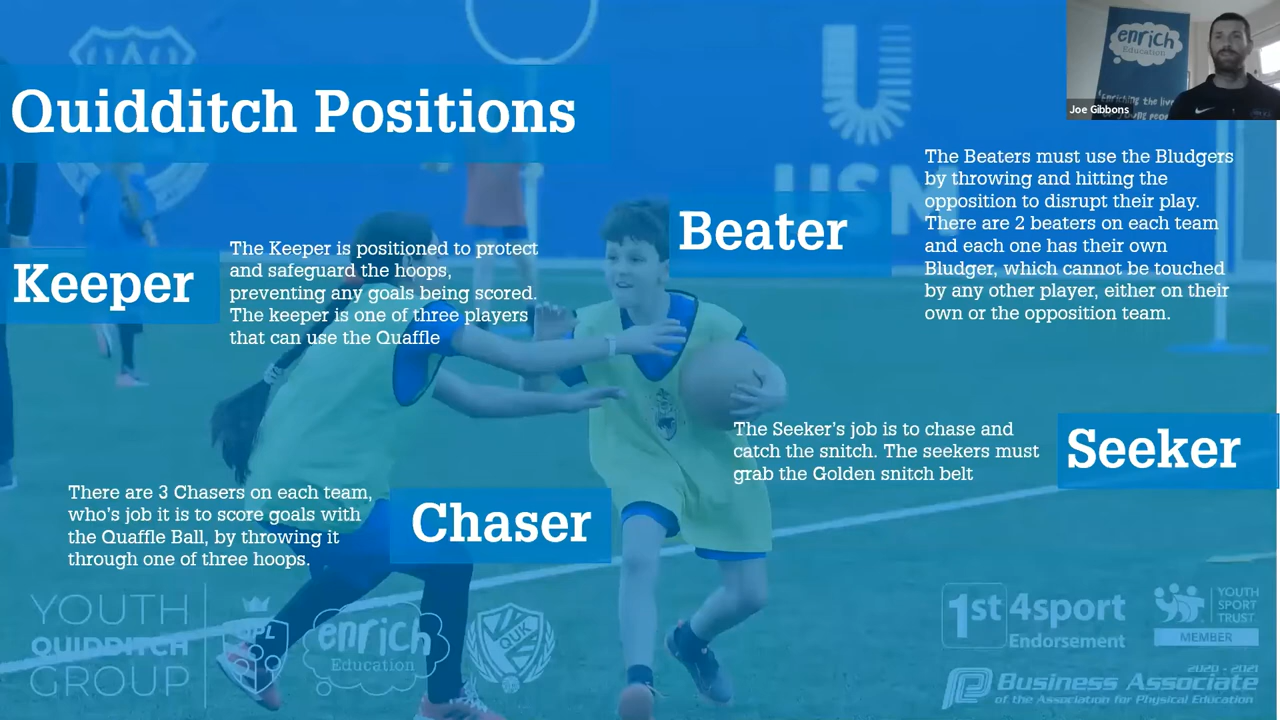 Quidditch Positions
enrich
Education
Joe Gibbons
USN
Keeper
The Keeper is positioned to protect
and safeguard the hoops,
preventing any goals being scored.
The keeper is one of three players
that can use the Quaffle
Beater
The Beaters must use the Bludgers
by throwing and hitting the
opposition to disrupt their play.
There are 2 beaters on each team
and each one has their own
Bludger, which cannot be touched
by any other player, either on their
own or the opposition team.
The Seeker's job is to chase and
catch the snitch. The seekers must
grab the Golden snitch belt
Seeker
There are 3 Chasers on each team,
who's job it is to score goals with
the Quaffle Ball, by throwing it
through one of three hoops.
Chaser
YOUTH
QUIDDITCH
GROUP
QPL
enrich
Education
QUK
1st4sport
Endorsement
YOUTH
SPORT
TRUST
MEMBER
2020 - 2021
Business Associate
of the Association for Physical Education